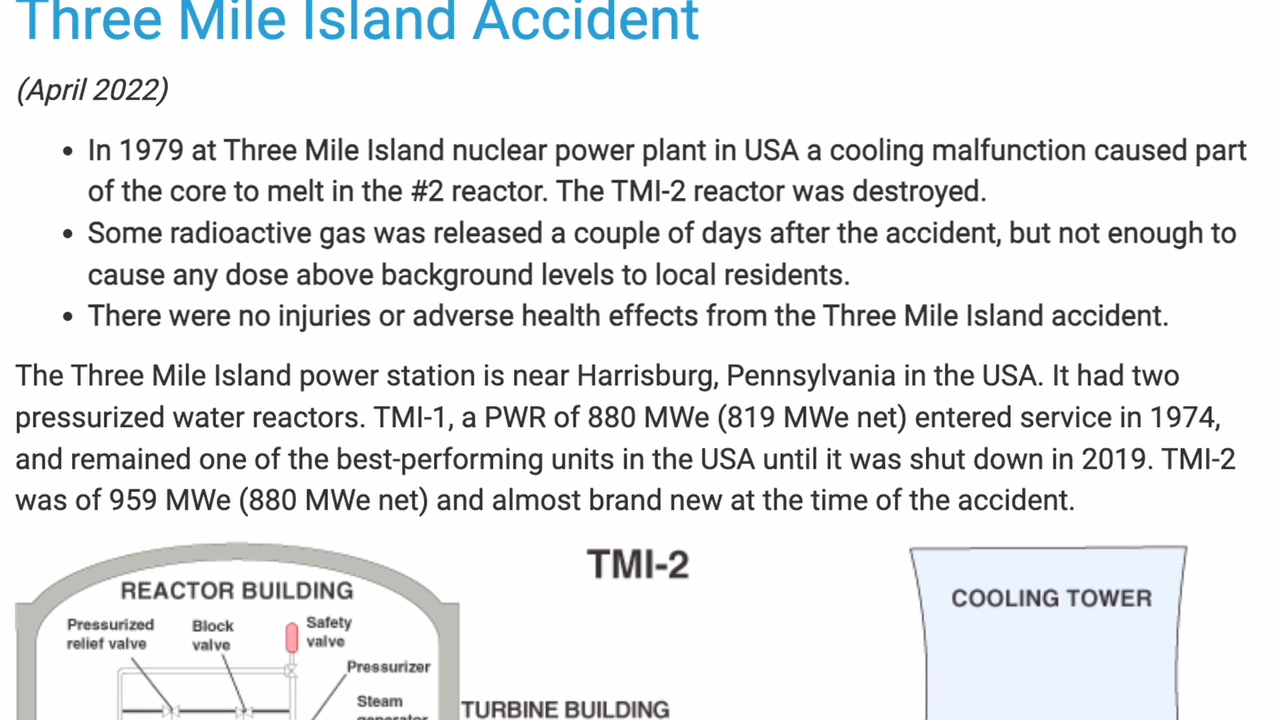 Three Mile Island Accident
(April 2022)
• In 1979 at Three Mile Island nuclear power plant in USA a cooling malfunction caused part
of the core to melt in the #2 reactor. The TMI-2 reactor was destroyed.
• Some radioactive gas was released a couple of days after the accident, but not enough to
cause any dose above background levels to local residents.
• There were no injuries or adverse health effects from the Three Mile Island accident.
The Three Mile Island power station is near Harrisburg, Pennsylvania in the USA. It had two
pressurized water reactors. TMI-1, a PWR of 880 MWe (819 MWe net) entered service in 1974,
and remained one of the best-performing units in the USA until it was shut down in 2019. TMI-2
was of 959 MWe (880 MWe net) and almost brand new at the time of the accident.
TMI-2
REACTOR BUILDING
COOLING TOWER
Pressurized
relief valve
Block
valve
Safety
valve
Pressurizer
Steam
generator
TURBINE BUILDING